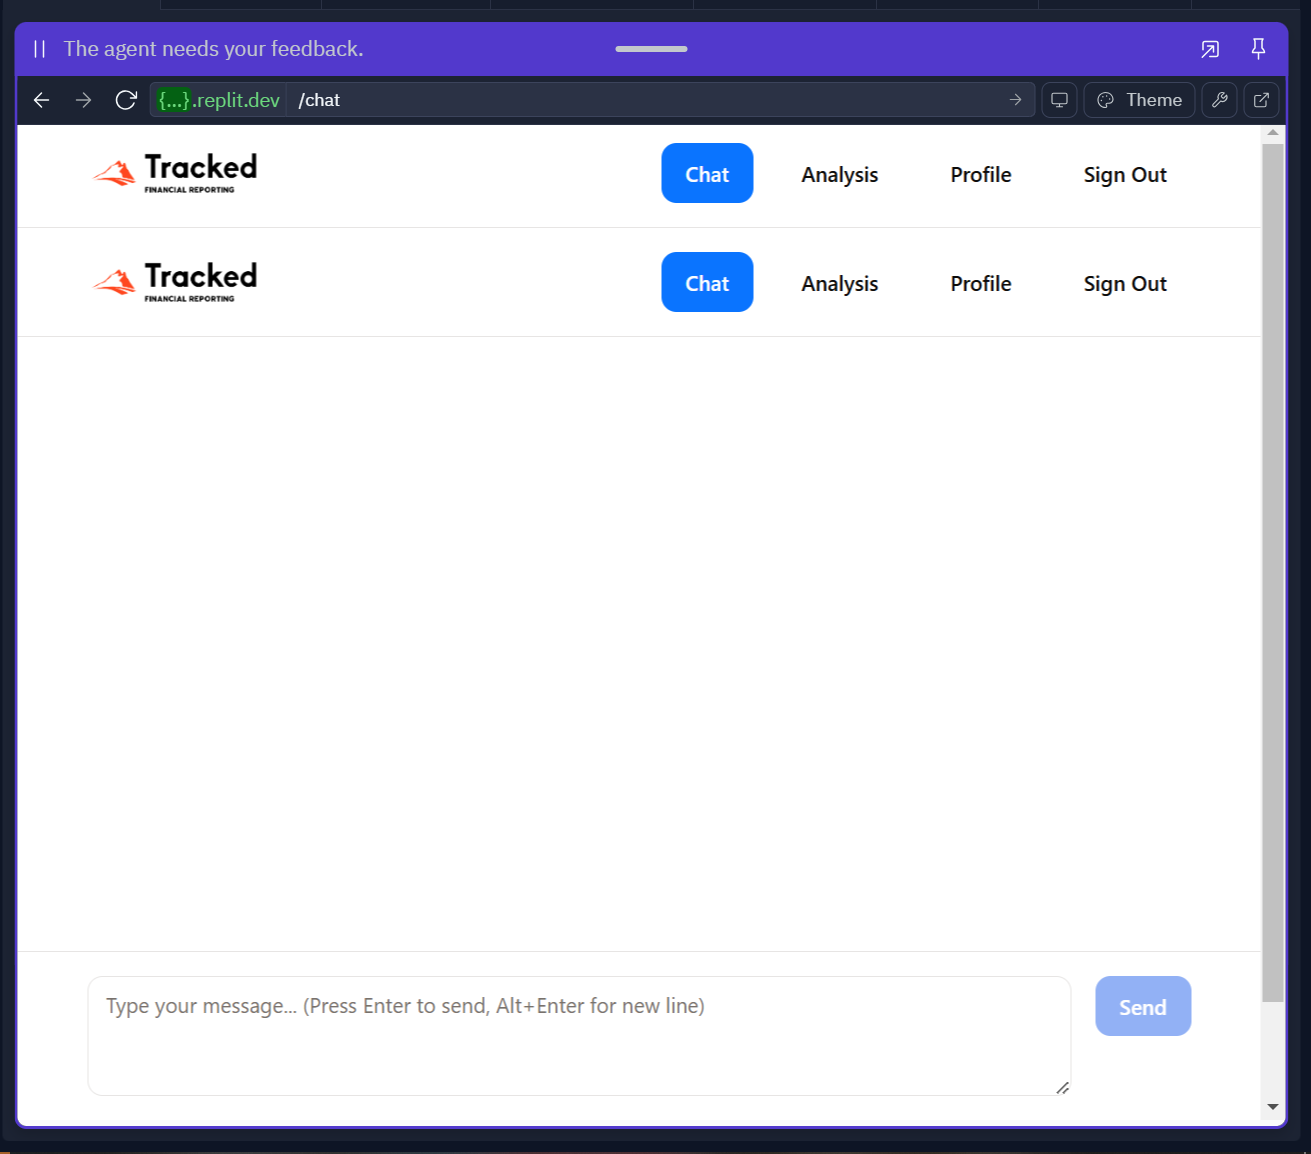 The agent needs your feedback.
{...}.replit.dev /chat Theme
Tracked
FINANCIAL REPORTING
Chat Analysis Profile Sign Out
Tracked
FINANCIAL REPORTING
Chat Analysis Profile Sign Out
Type your message... (Press Enter to send, Alt+Enter for new line)
Send